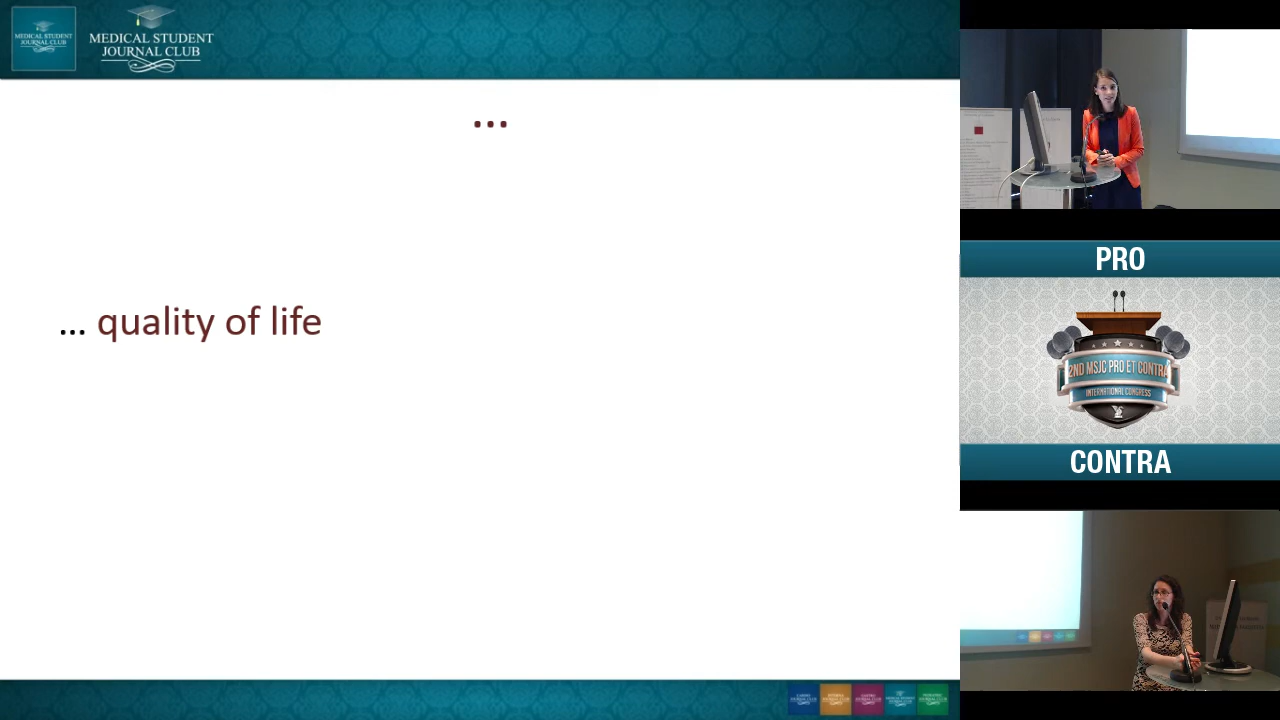 MEDICAL STUDENT
JOURNAL CLUB
MEDICAL STUDENT
JOURNAL CLUB
...
... quality of life
PRO
2ND MSJC PRO ET CONTRA
INTERNATIONAL CONGRESS
CONTRA